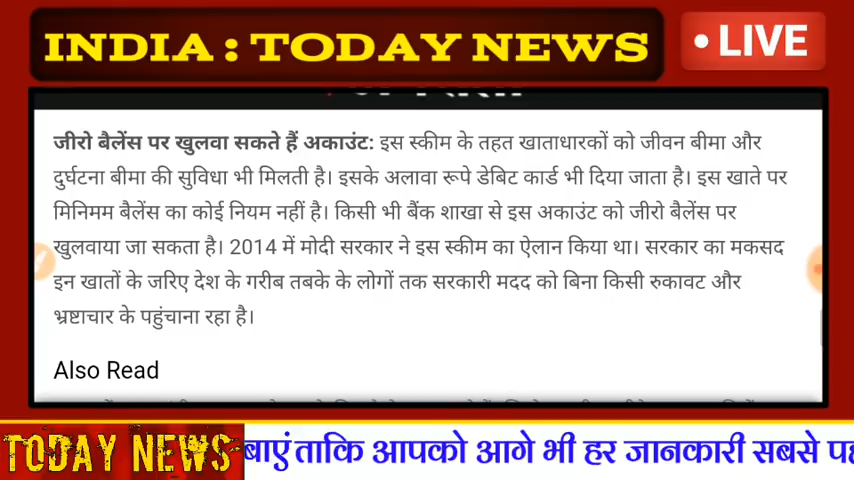 INDIA : TODAY NEWS
• LIVE
जीरो बैलेंस पर खुलवा सकते हैं अकाउंट: इस स्कीम के तहत खाताधारकों को जीवन बीमा और
दुर्घटना बीमा की सुविधा भी मिलती है। इसके अलावा रूपे डेबिट कार्ड भी दिया जाता है। इस खाते पर
मिनिमम बैलेंस का कोई नियम नहीं है। किसी भी बैंक शाखा से इस अकाउंट को जीरो बैलेंस पर
खुलवाया जा सकता है। 2014 में मोदी सरकार ने इस स्कीम का ऐलान किया था। सरकार का मकसद
इन खातों के जरिए देश के गरीब तबके के लोगों तक सरकारी मदद को बिना किसी रुकावट और
भ्रष्टाचार के पहुंचाना रहा है।
Also Read
TODAY NEWS
ताकि आपको आगे भी हर जानकारी सबसे